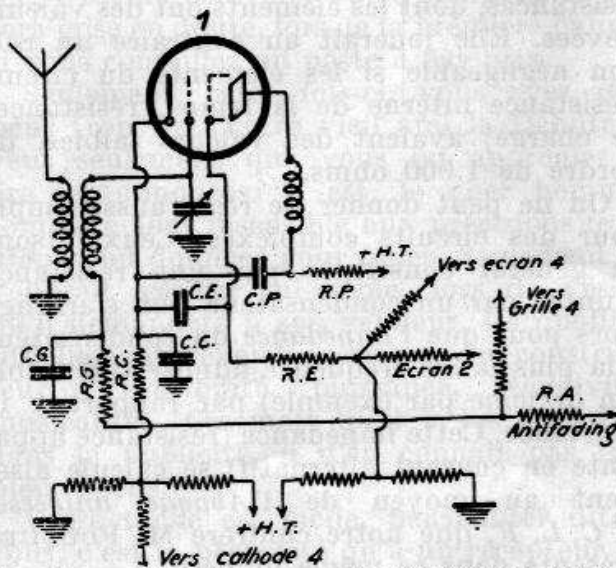 1
Vers ecran 4
+ H.T.
C.P.
R.P.
C.E.
Vers
Grille 4
C.G.
R.G.
R.C.
C.C.
R.E.
Ecran 2
R.A.
Antifading
+ H.T.
Vers cathode 4